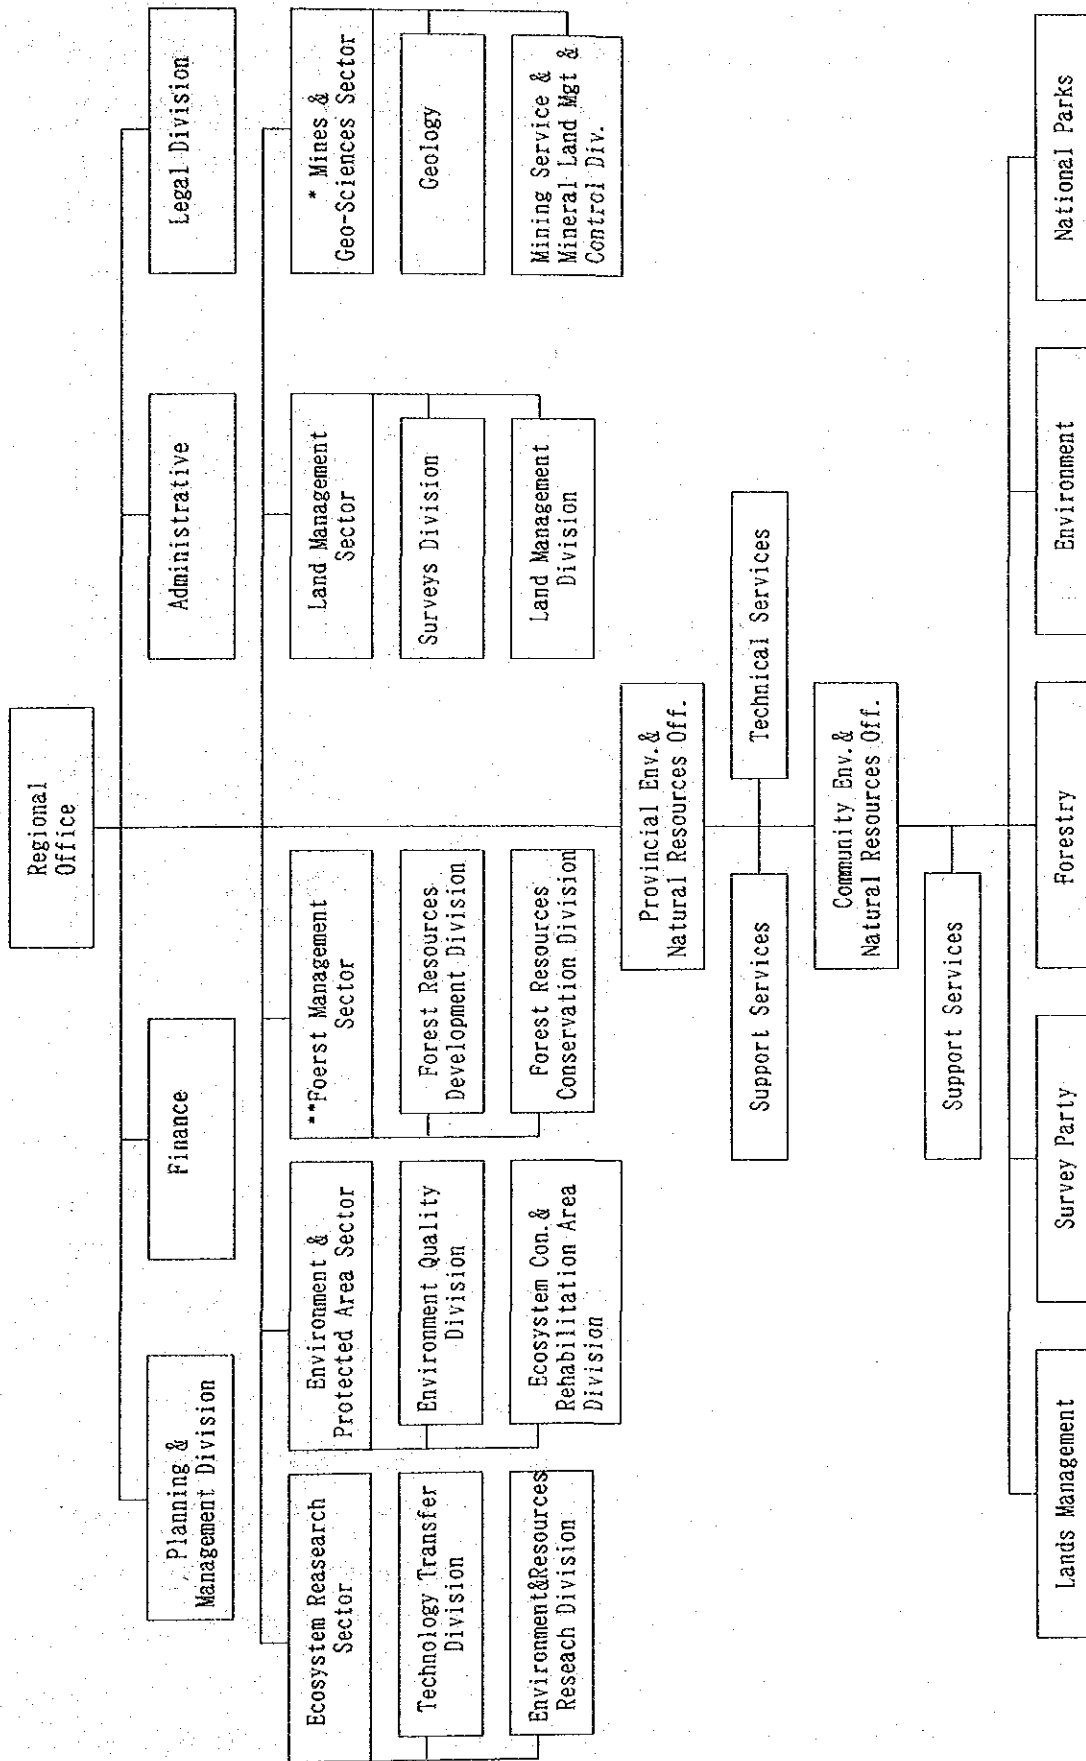 Regional
Office
Planning &
Management Division
Finance
Administrative
Legal Division
Ecosystem Reasearch
Sector
Technology Transfer
Division
Environment&Resources
Reseach Division
Environment &
Protected Area Sector
Environment Quality
Division
Ecosystem Con.&
Rehabilitation Area
Division
**Foerst Management
Sector
Forest Resources
Development Division
Forest Resources
Conservation Division
Land Management
Sector
Surveys Division
Land Management
Division
* Mines &
Geo-Sciences Sector
Geology
Mining Service &
Mineral Land Mgt &
Control Div.
Provincial Env.&
Natural Resources Off.
Support Services
Technical Services
Community Env.&
Natural Resources Off.
Support Services
Lands Management
Survey Party
Forestry
Environment
National Parks